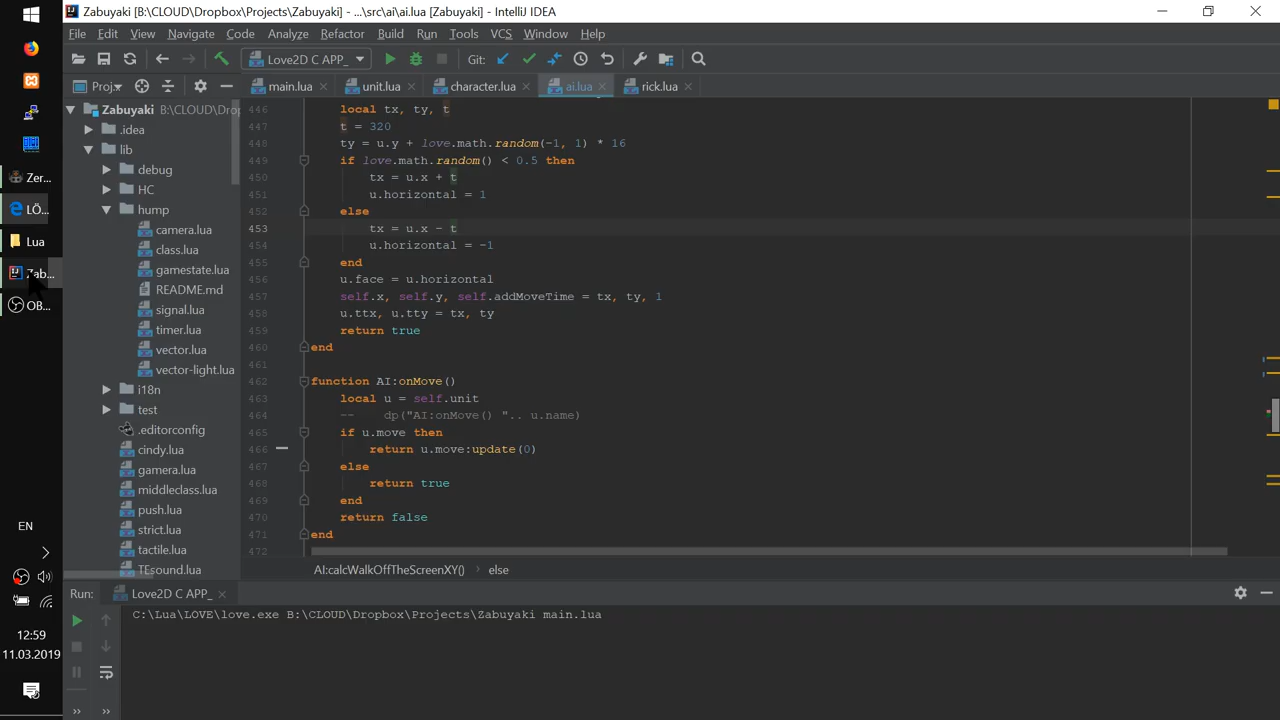 Zabuyaki [B:\CLOUD\Dropbox\Projects\Zabuyaki] - ...\src\ai\ai.lua [Zabuyaki] - IntelliJ IDEA
File Edit View Navigate Code Analyze Refactor Build Run Tools VCS Window Help
Love2D C APP_ Git:
Proj
main.lua unit.lua character.lua ai.lua rick.lua
Zabuyaki B:\CLOUD\Drop
.idea
lib
debug
HC
hump
camera.lua
class.lua
gamestate.lua
README.md
signal.lua
timer.lua
vector.lua
vector-light.lua
i18n
test
.editorconfig
cindy.lua
gamera.lua
middleclass.lua
push.lua
strict.lua
tactile.lua
TEsound.lua
446 local tx, ty, t
447 t = 320
448 ty = u.y + love.math.random(-1, 1) * 16
449 if love.math.random() < 0.5 then
450 tx = u.x + t
451 u.horizontal = 1
452 else
453 tx = u.x - t
454 u.horizontal = -1
455 end
456 u.face = u.horizontal
457 self.x, self.y, self.addMoveTime = tx, ty, 1
458 u.ttx, u.tty = tx, ty
459 return true
460 end
461
462 function AI:onMove()
463 local u = self.unit
464 -- dp("AI:onMove() ".. u.name)
465 if u.move then
466 return u.move:update(0)
467 else
468 return true
469 end
470 return false
471 end
472
AI:calcWalkOffTheScreenXY() › else
Run: Love2D C APP_
C:\Lua\LOVE\love.exe B:\CLOUD\Dropbox\Projects\Zabuyaki main.lua
Zer...
LÖ...
Lua
Zab...
OB...
EN
12:59
11.03.2019